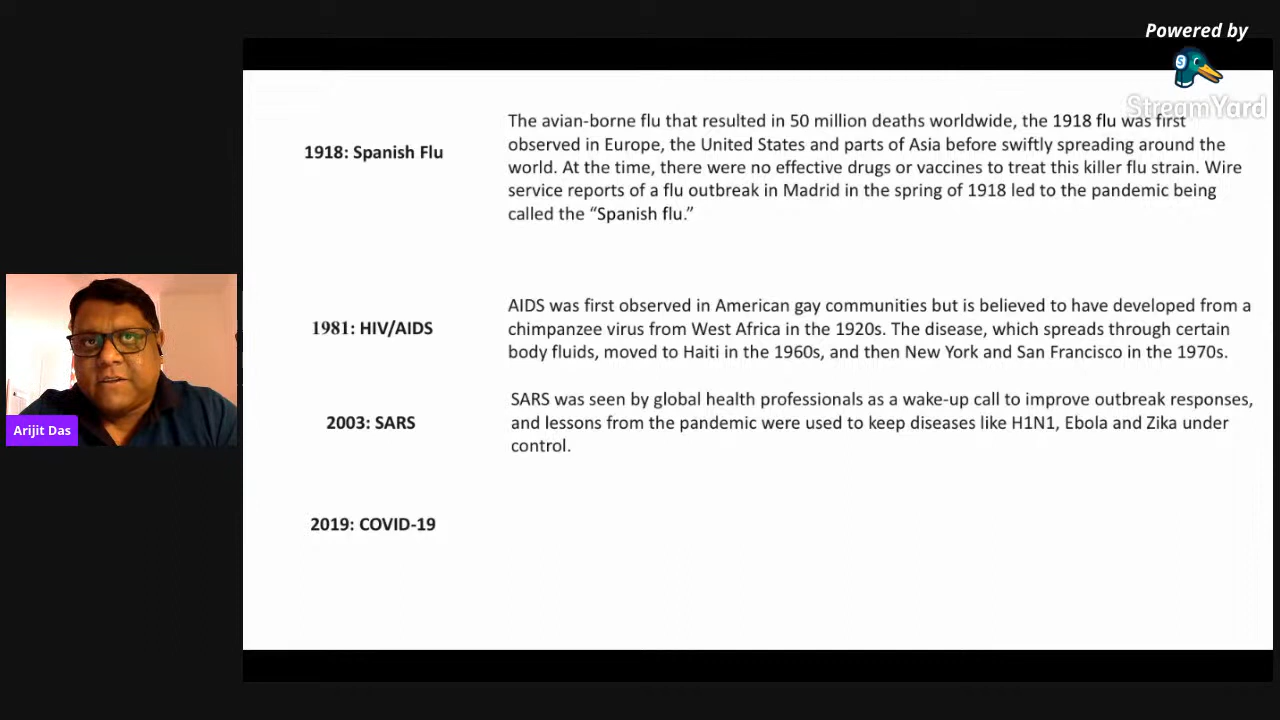 Powered by
StreamYard
The avian-borne flu that resulted in 50 million deaths worldwide, the 1918 flu was first
1918: Spanish Flu
observed in Europe, the United States and parts of Asia before swiftly spreading around the
world. At the time, there were no effective drugs or vaccines to treat this killer flu strain. Wire
service reports of a flu outbreak in Madrid in the spring of 1918 led to the pandemic being
called the “Spanish flu.”
AIDS was first observed in American gay communities but is believed to have developed from a
1981: HIV/AIDS
chimpanzee virus from West Africa in the 1920s. The disease, which spreads through certain
body fluids, moved to Haiti in the 1960s, and then New York and San Francisco in the 1970s.
SARS was seen by global health professionals as a wake-up call to improve outbreak responses,
2003: SARS
and lessons from the pandemic were used to keep diseases like H1N1, Ebola and Zika under
control.
2019: COVID-19
Arijit Das